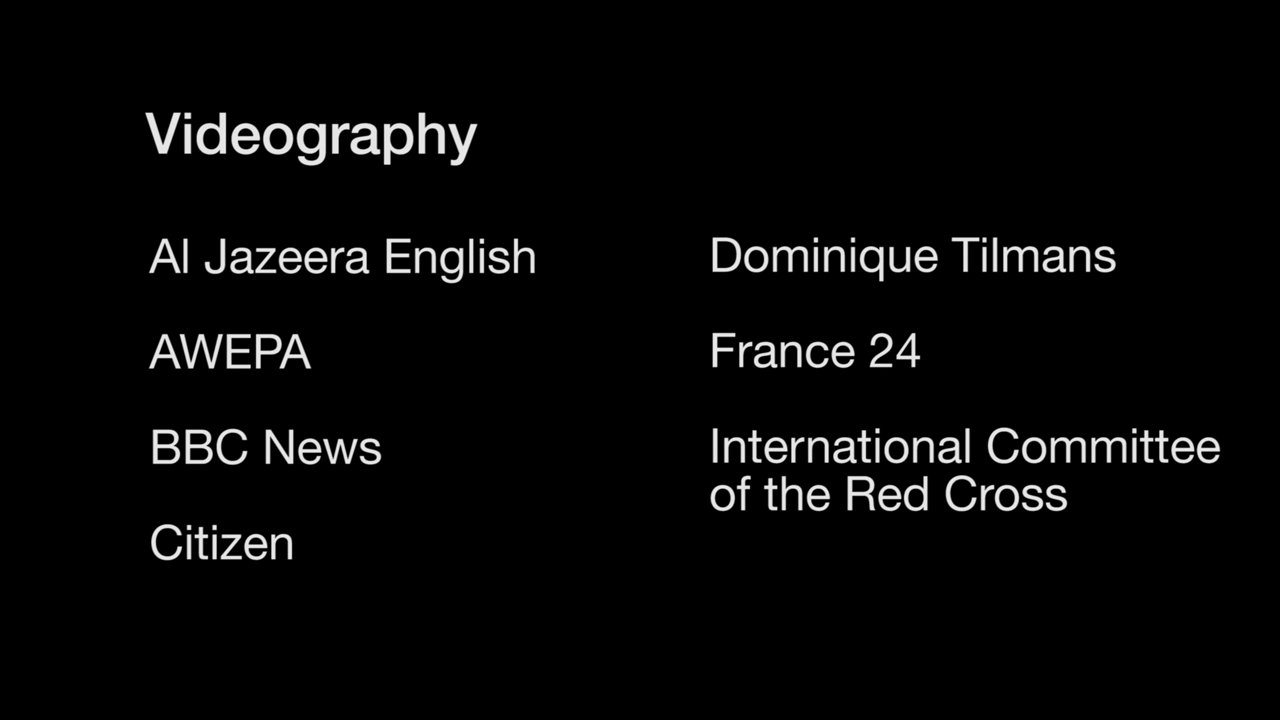 Videography
Al Jazeera English
AWEPA
BBC News
Citizen
Dominique Tilmans
France 24
International Committee
of the Red Cross